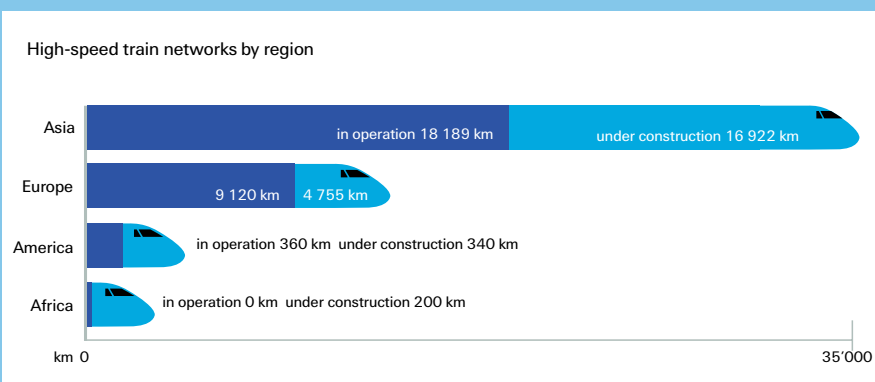 High-speed train networks by region
Asia
in operation 18 189 km
under construction 16 922 km
Europe
9 120 km
4 755 km
America
in operation 360 km under construction 340 km
Africa
in operation 0 km under construction 200 km
km 0
35'000